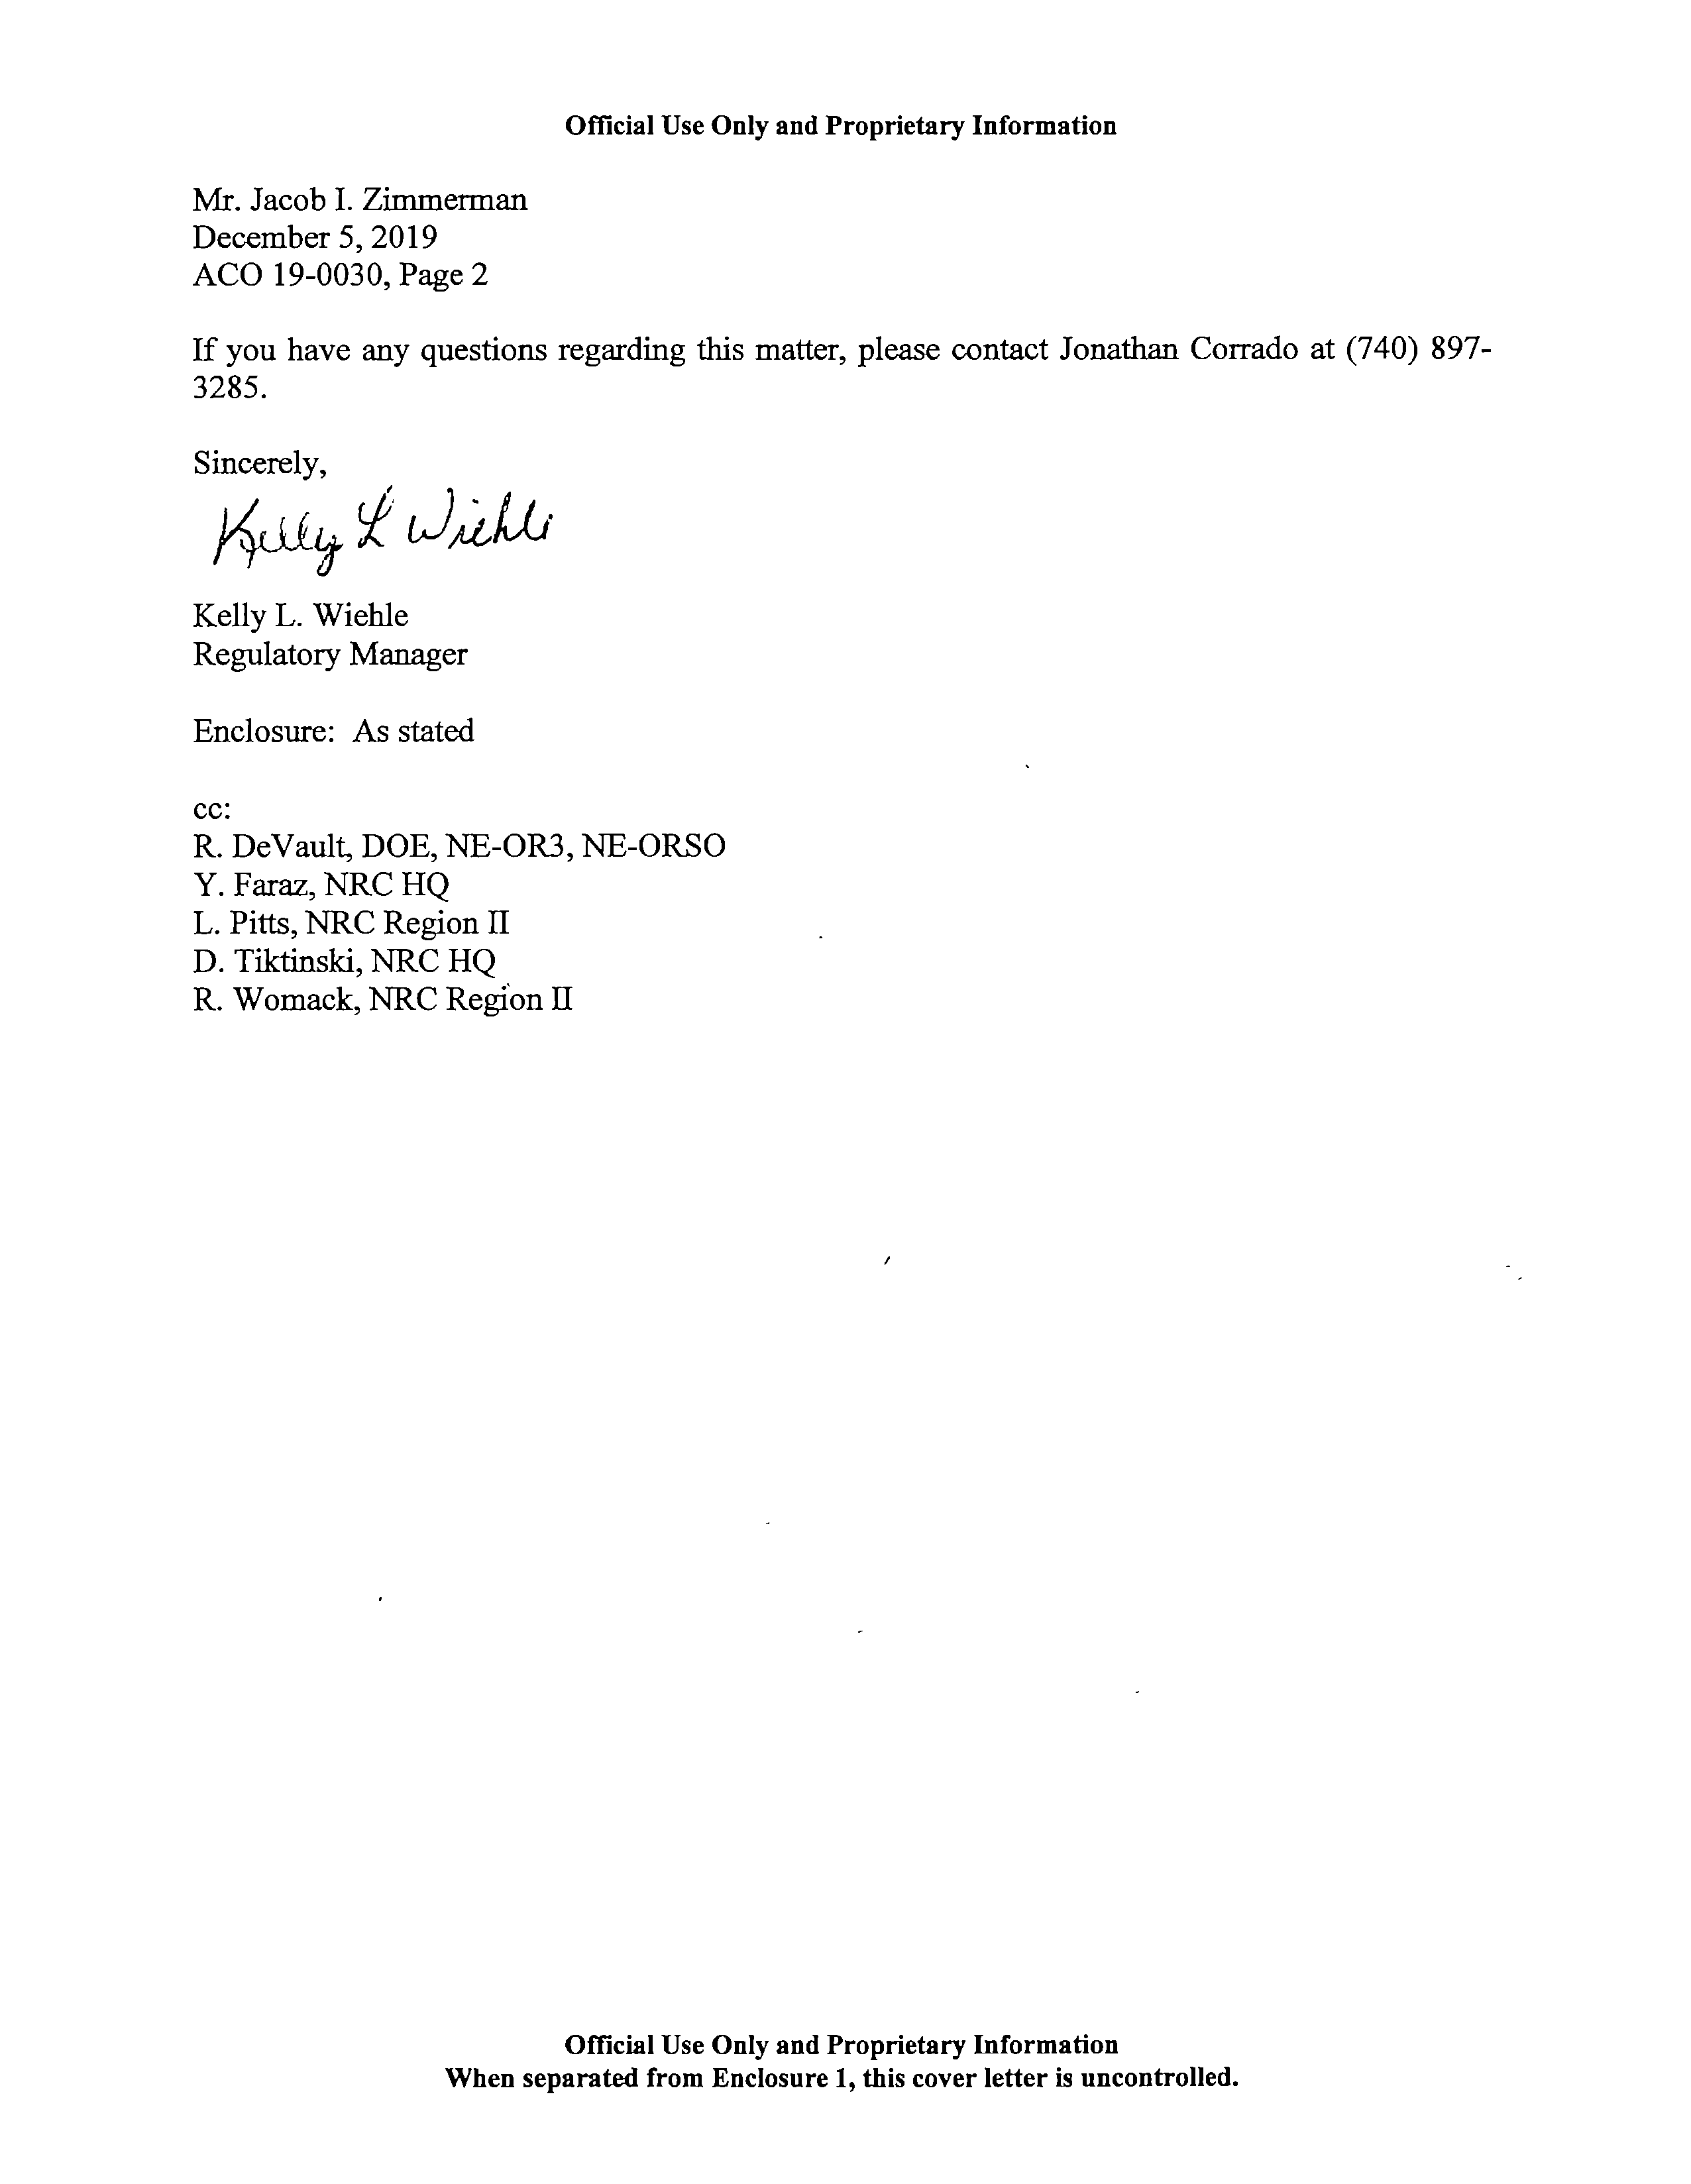 Official Use Only and Proprietary Information
Mr. Jacob I. Zimmerman
December 5, 2019
ACO 19-0030, Page 2
If you have any questions regarding this matter, please contact Jonathan Corrado at (740) 897-
3285.
Sincerely,
Kelly L Wiehle
Kelly L. Wiehle
Regulatory Manager
Enclosure: As stated
cc:
R. DeVault, DOE, NE-OR3, NE-ORSO
Y. Faraz, NRC HQ
L. Pitts, NRC Region II
D. Tiktinski, NRC HQ
R. Womack, NRC Region II
Official Use Only and Proprietary Information
When separated from Enclosure 1, this cover letter is uncontrolled.